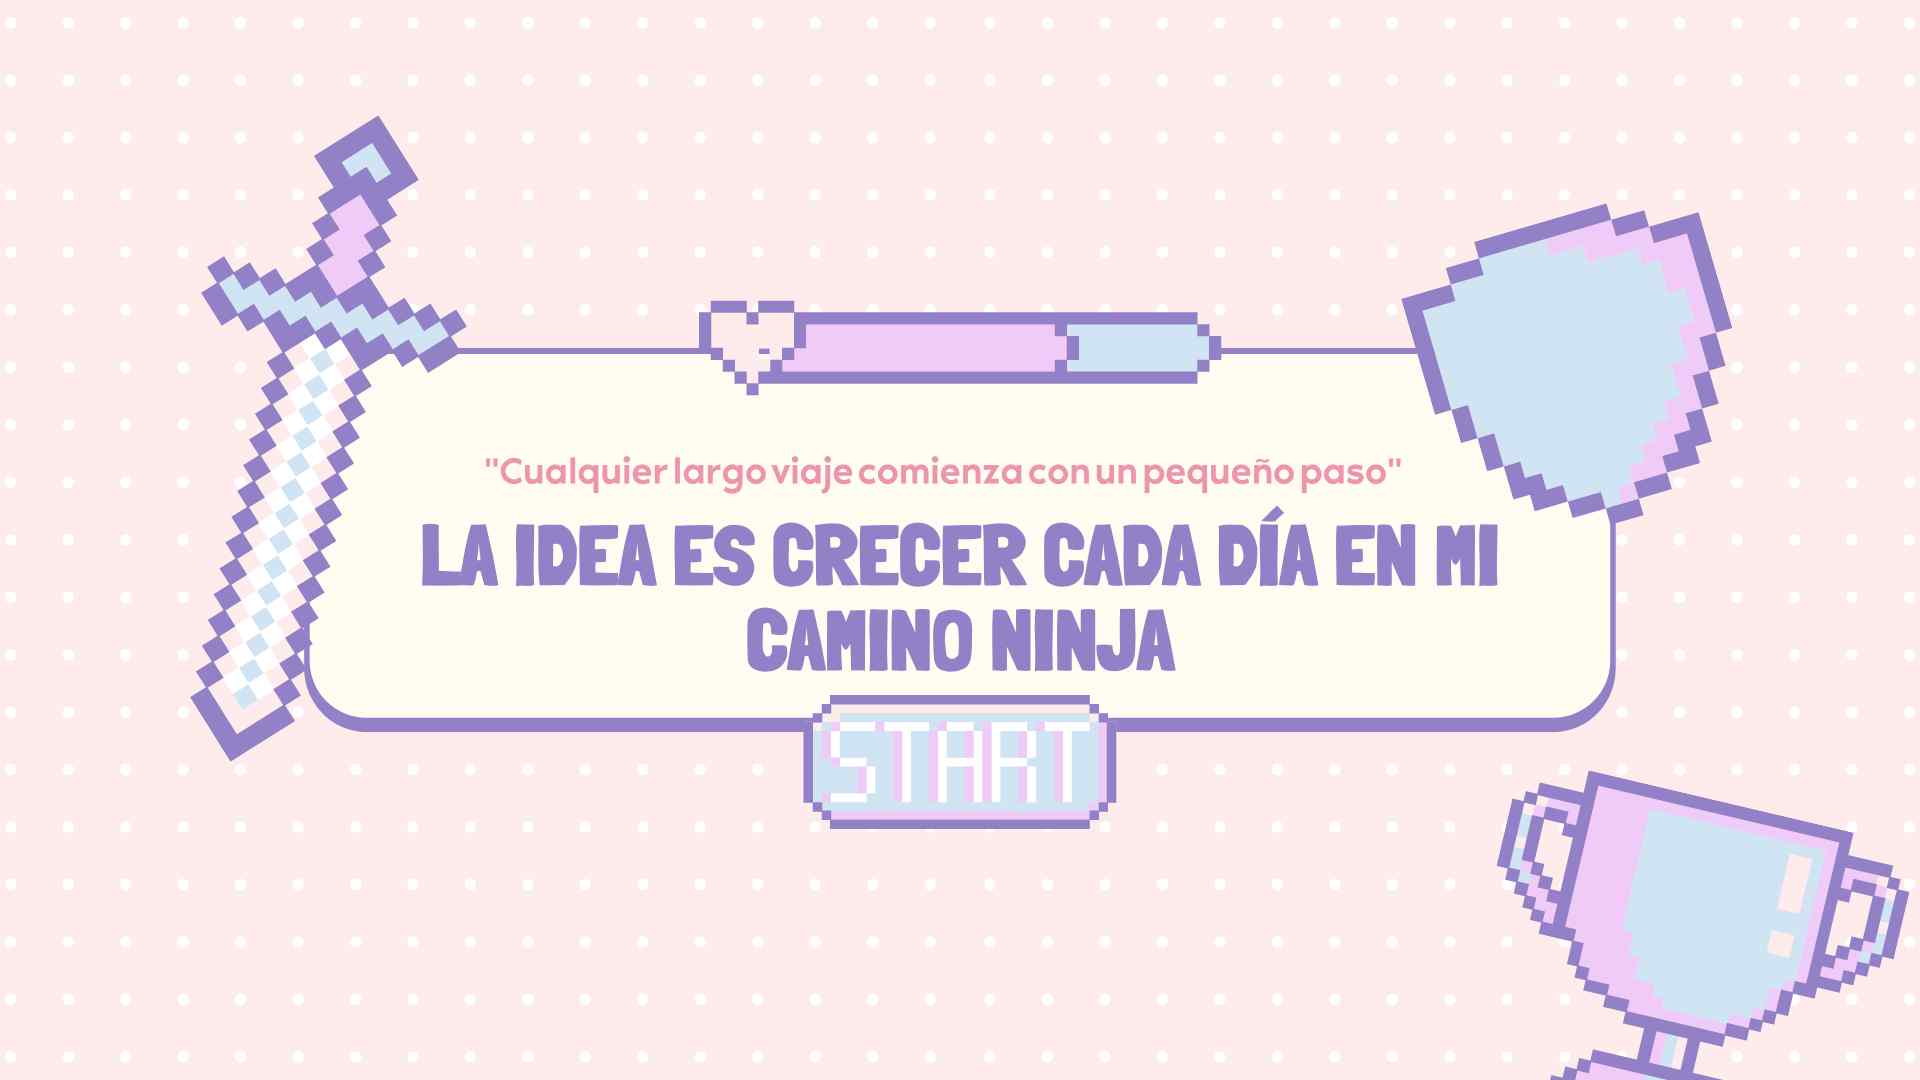 "Cualquier largo viaje comienza con un pequeño paso"
LA IDEA ES CRECER CADA DÍA EN MI
CAMINO NINJA
START